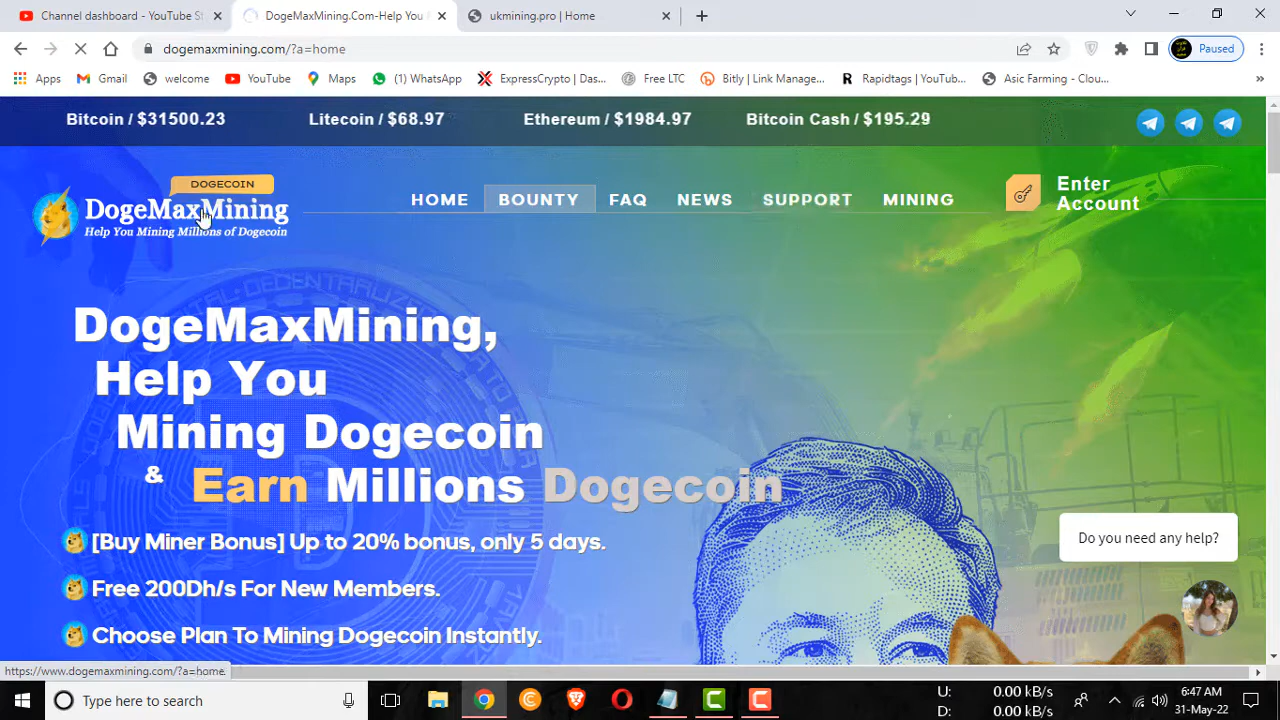 Channel dashboard - YouTube St
DogeMaxMining.Com-Help You
ukmining.pro | Home
dogemaxmining.com/?a=home
Paused
Apps
Gmail
welcome
YouTube
Maps
(1) WhatsApp
ExpressCrypto | Das...
Free LTC
Bitly | Link Manage...
Rapidtags | YouTub...
Asic Farming - Clou...
»
Bitcoin / $31500.23
Litecoin / $68.97
Ethereum / $1984.97
Bitcoin Cash / $195.29
DOGECOIN
DogeMaxMining
Help You Mining Millions of Dogecoin
HOME
BOUNTY
FAQ
NEWS
SUPPORT
MINING
Enter
Account
DogeMaxMining,
Help You
Mining Dogecoin
& Earn Millions Dogecoin
[Buy Miner Bonus] Up to 20% bonus, only 5 days.
Free 200Dh/s For New Members.
Choose Plan To Mining Dogecoin Instantly.
Do you need any help?
https://www.dogemaxmining.com/?a=home
Type here to search
U: 0.00 kB/s
D: 0.00 kB/s
6:47 AM
31-May-22